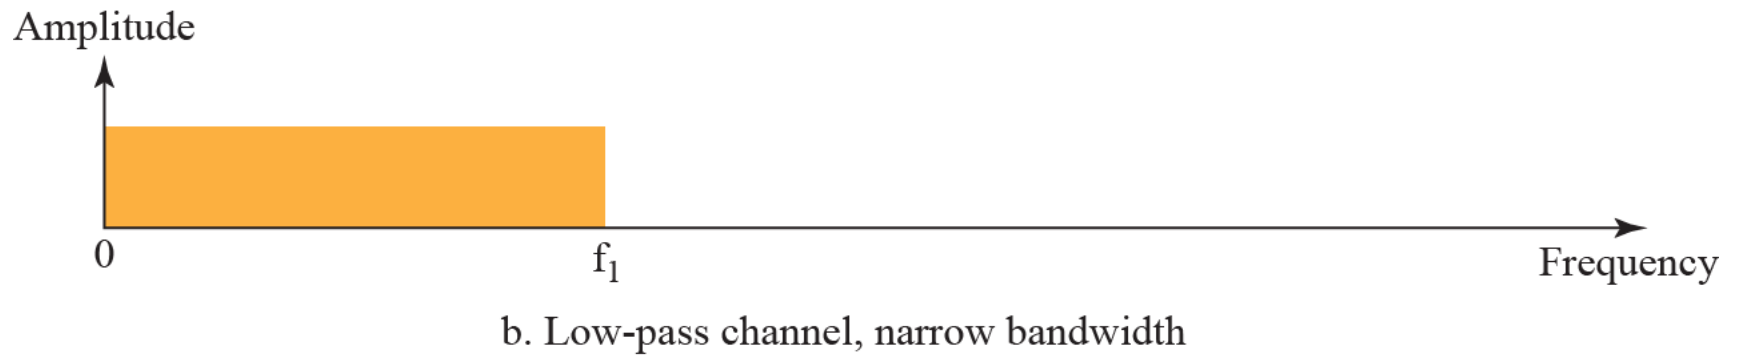 Amplitude
0
f₁
Frequency
b. Low-pass channel, narrow bandwidth